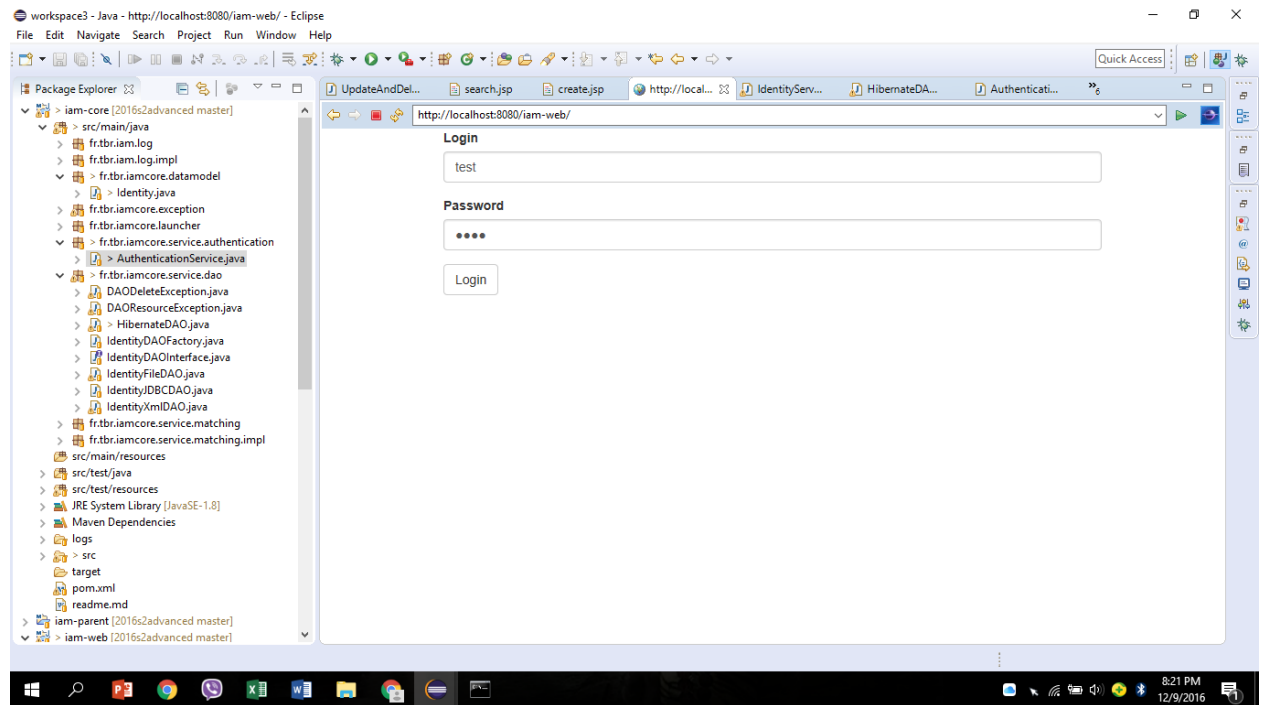 workspace3 - Java - http://localhost:8080/iam-web/ - Eclipse
File Edit Navigate Search Project Run Window Help
Quick Access
Package Explorer
UpdateAndDel... search.jsp create.jsp http://local... IdentityServ... HibernateDA... Authenticati... »6
> iam-core [2016s2advanced master]
http://localhost:8080/iam-web/
> src/main/java
fr.tbr.iam.log
fr.tbr.iam.log.impl
> fr.tbr.iamcore.datamodel
> Identity.java
fr.tbr.iamcore.exception
fr.tbr.iamcore.launcher
> fr.tbr.iamcore.service.authentication
> AuthenticationService.java
> fr.tbr.iamcore.service.dao
DAODeleteException.java
DAOResourceException.java
> HibernateDAO.java
IdentityDAOFactory.java
IdentityDAOInterface.java
IdentityFileDAO.java
IdentityJDBCDAO.java
IdentityXmlDAO.java
fr.tbr.iamcore.service.matching
fr.tbr.iamcore.service.matching.impl
src/main/resources
src/test/java
src/test/resources
JRE System Library [JavaSE-1.8]
Maven Dependencies
logs
> src
target
pom.xml
readme.md
iam-parent [2016s2advanced master]
> iam-web [2016s2advanced master]
Login
test
Password
••••
Login
8:21 PM
12/9/2016